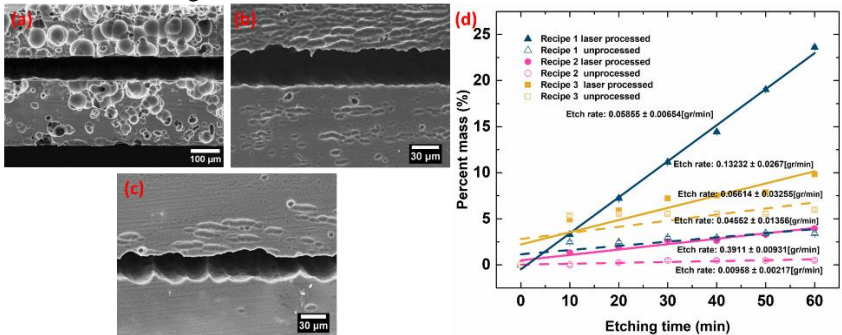 (a)
100 µm
(b)
30 µm
(c)
30 µm
(d)
Recipe 1 laser processed
Recipe 1 unprocessed
Recipe 2 laser processed
Recipe 2 unprocessed
Recipe 3 laser processed
Recipe 3 unprocessed
Etch rate: 0.05855 ± 0.00654[gr/min]
Etch rate: 0.13232 ± 0.0267[gr/min]
Etch rate: 0.06614 ± 0.03255[gr/min]
Etch rate: 0.04552 ± 0.01356[gr/min]
Etch rate: 0.3911 ± 0.00931[gr/min]
Etch rate: 0.00958 ± 0.00217[gr/min]
Percent mass (%)
25
20
15
10
5
0
0 10 20 30 40 50 60
Etching time (min)